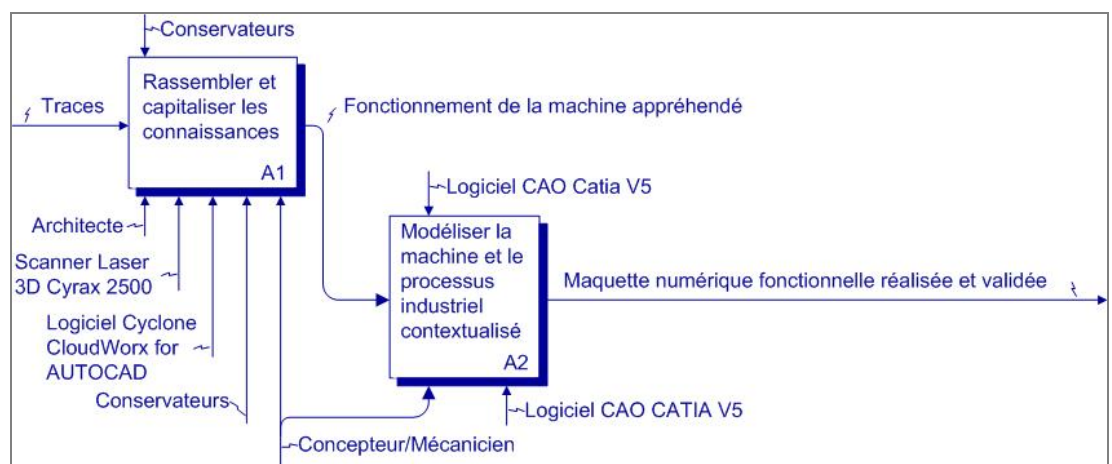 Conservateurs
Rassembler et
capitaliser les
connaissances
A1
Traces
Fonctionnement de la machine appréhendé
Logiciel CAO Catia V5
Architecte
Scanner Laser
3D Cyrax 2500
Modéliser la
machine et le
processus
industriel
contextualisé
A2
Maquette numérique fonctionnelle réalisée et validée
Logiciel Cyclone
CloudWorx for
AUTOCAD
Conservateurs
Logiciel CAO CATIA V5
Concepteur/Mécanicien